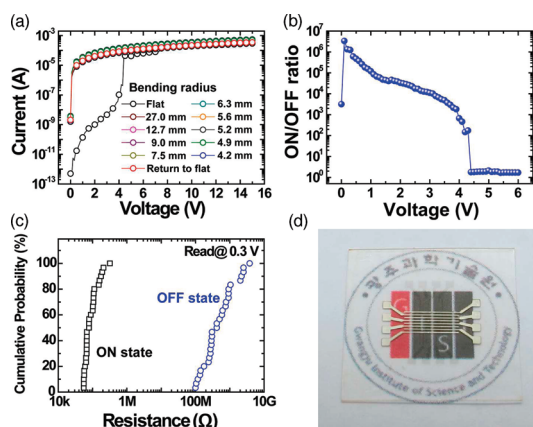 (a)
10⁻³
10⁻⁵
10⁻⁷
10⁻⁹
10⁻¹¹
10⁻¹³
Current (A)
Bending radius
Flat
27.0 mm
12.7 mm
9.0 mm
7.5 mm
Return to flat
6.3 mm
5.6 mm
5.2 mm
4.9 mm
4.2 mm
0 2 4 6 8 10 12 14 16
Voltage (V)
(b)
10⁷
10⁶
10⁵
10⁴
10³
10²
10¹
10⁰
ON/OFF ratio
0 1 2 3 4 5 6
Voltage (V)
(c)
Cumulative Probability (%)
100
80
60
40
20
0
Read@ 0.3 V
OFF state
ON state
10k 1M 100M 10G
Resistance (Ω)
(d)
광주과학기술원
G
S
Gwangju Institute of Science and Technology